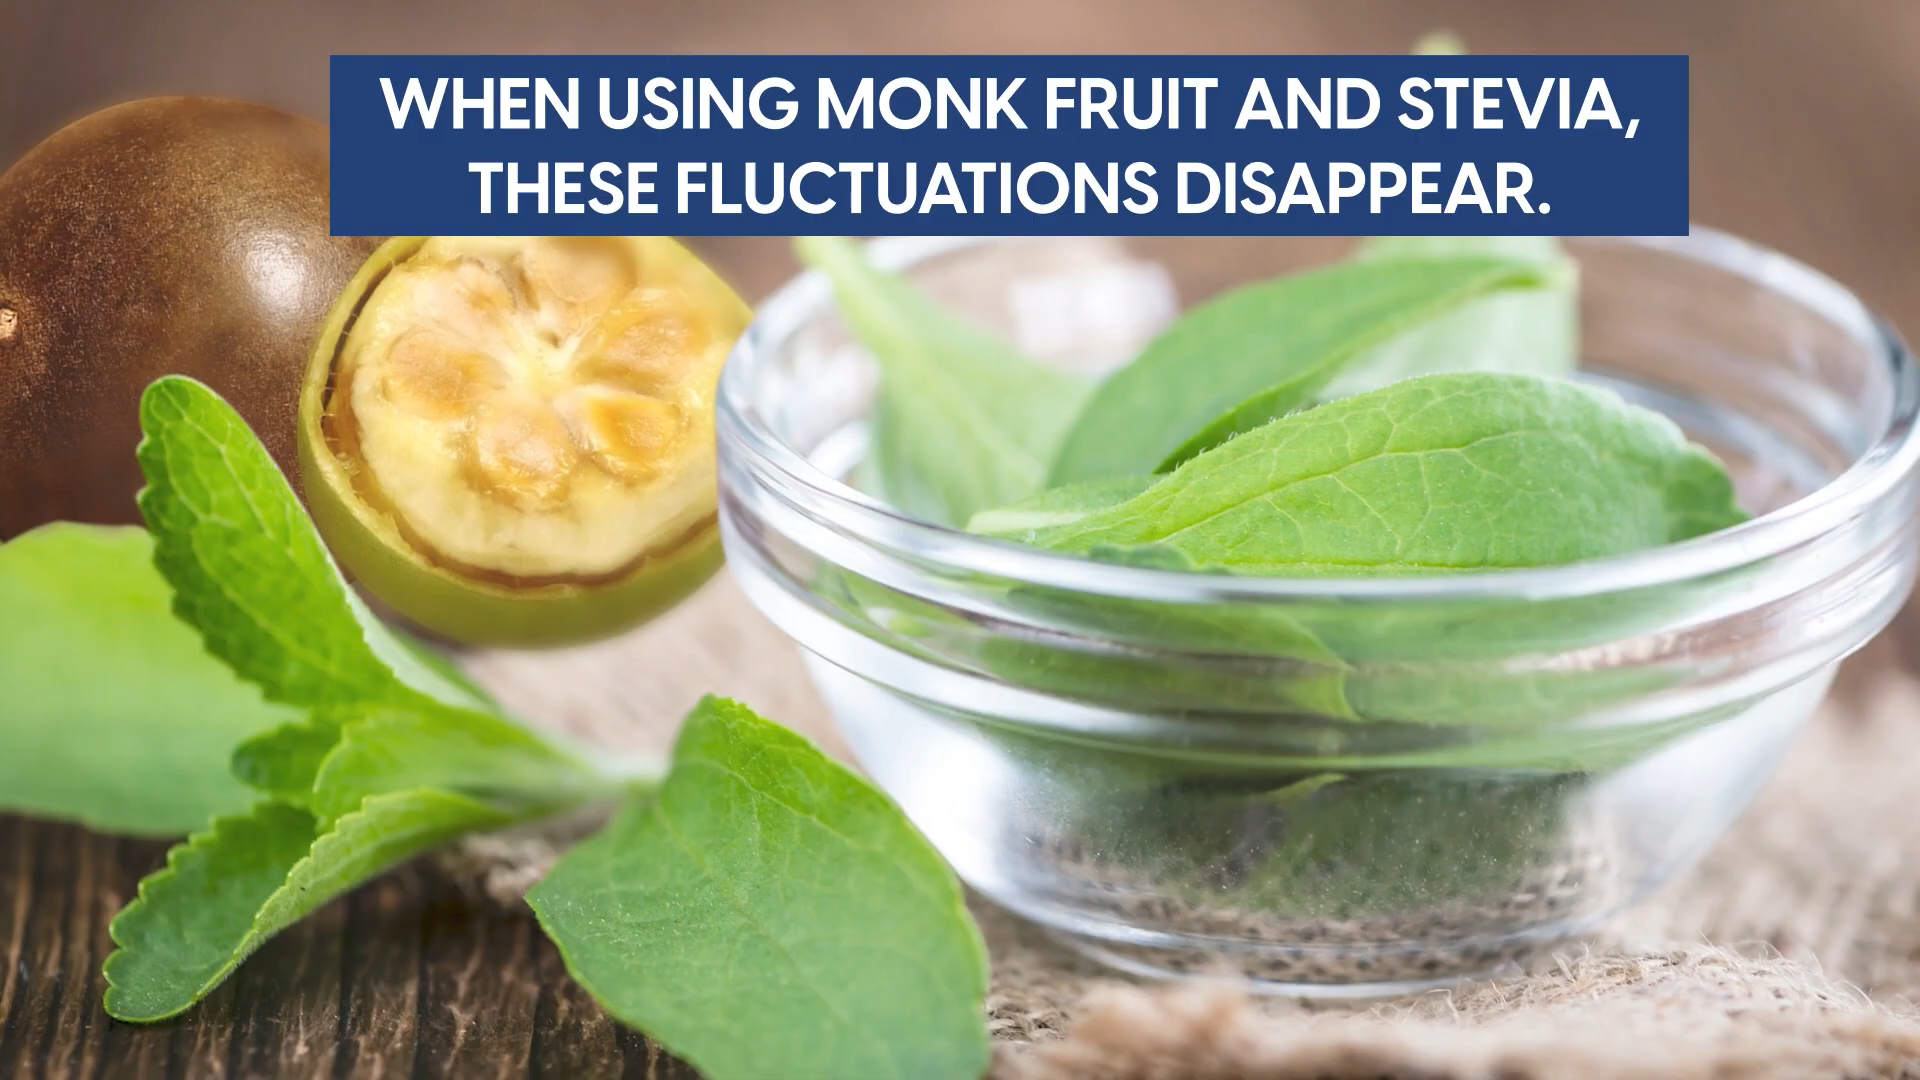 WHEN USING MONK FRUIT AND STEVIA,
THESE FLUCTUATIONS DISAPPEAR.